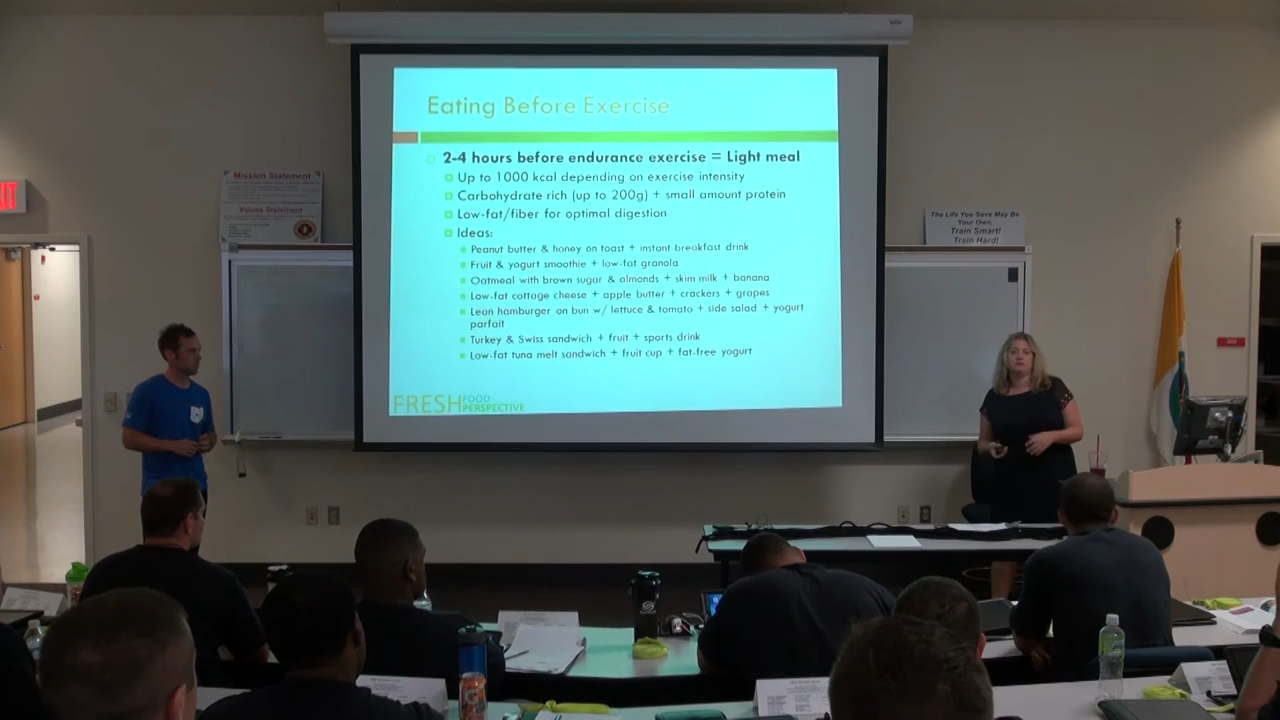 Eating Before Exercise
2-4 hours before endurance exercise = Light meal
Up to 1000 kcal depending on exercise intensity
Carbohydrate rich (up to 200g) + small amount protein
Low-fat/fiber for optimal digestion
Ideas:
Peanut butter & honey on toast + instant breakfast drink
Fruit & yogurt smoothie + low-fat granola
Oatmeal with brown sugar & almonds + skim milk + banana
Low-fat cottage cheese + apple butter + crackers + grapes
Lean hamburger on bun w/ lettuce & tomato + side salad + yogurt
parfait
Turkey & Swiss sandwich + fruit + sports drink
Low-fat tuna melt sandwich + fruit cup + fat-free yogurt
FRESH FOOD
PERSPECTIVE
Mission Statement
Values Statement
The Life You Save May Be
Your Own.
Train Smart!
Train Hard!